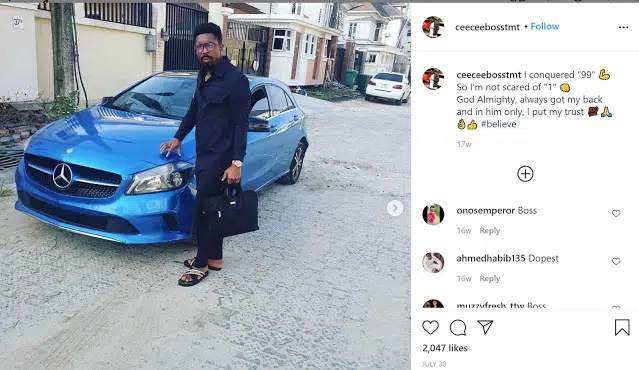 ceeceebosstmt • Follow
ceeceebosstmt I conquered "99" 💪
So I'm not scared of "1" 👊
God Almighty, always got my back
and in him only, I put my trust 💯 🙏
👌👍 #believe
17w
onosemperor Boss
16w Reply
ahmedhabib135 Dopest
16w Reply
muzzyfresh_ttw Boss
2,047 likes
JULY 30